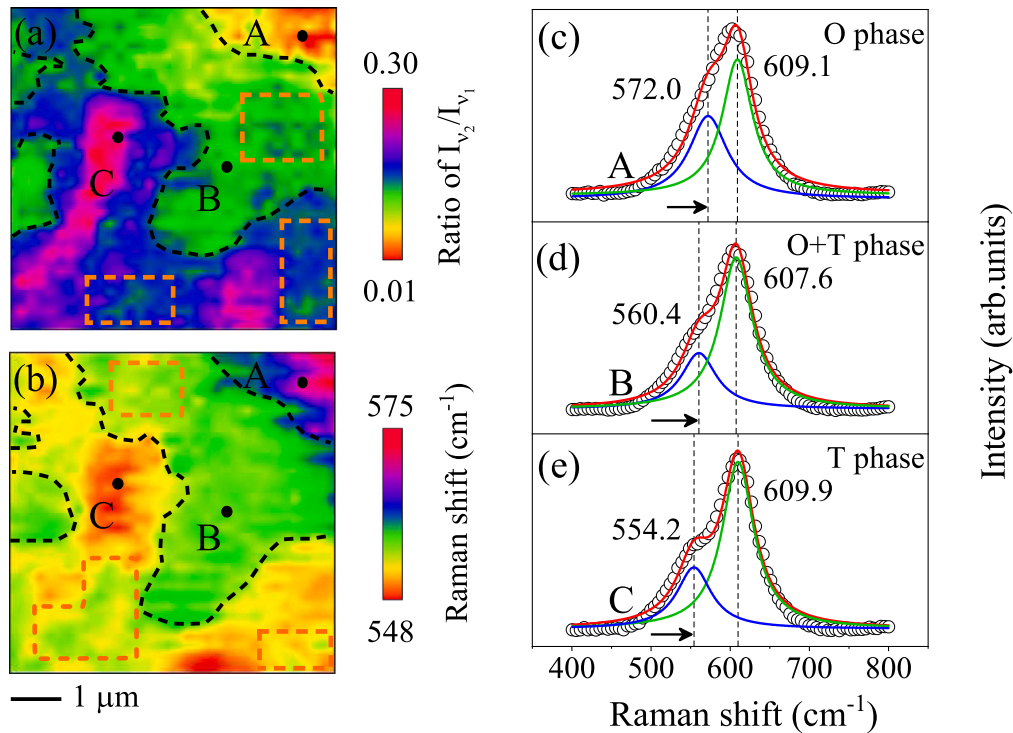 (a)
A
C
B
0.30
Ratio of I_{ν_2}/I_{ν_1}
0.01
(b)
A
C
B
575
Raman shift (cm^{-1})
548
1 μm
(c)
O phase
572.0
609.1
A
(d)
O+T phase
560.4
607.6
B
(e)
T phase
554.2
609.9
C
400 500 600 700 800
Raman shift (cm^{-1})
Intensity (arb.units)